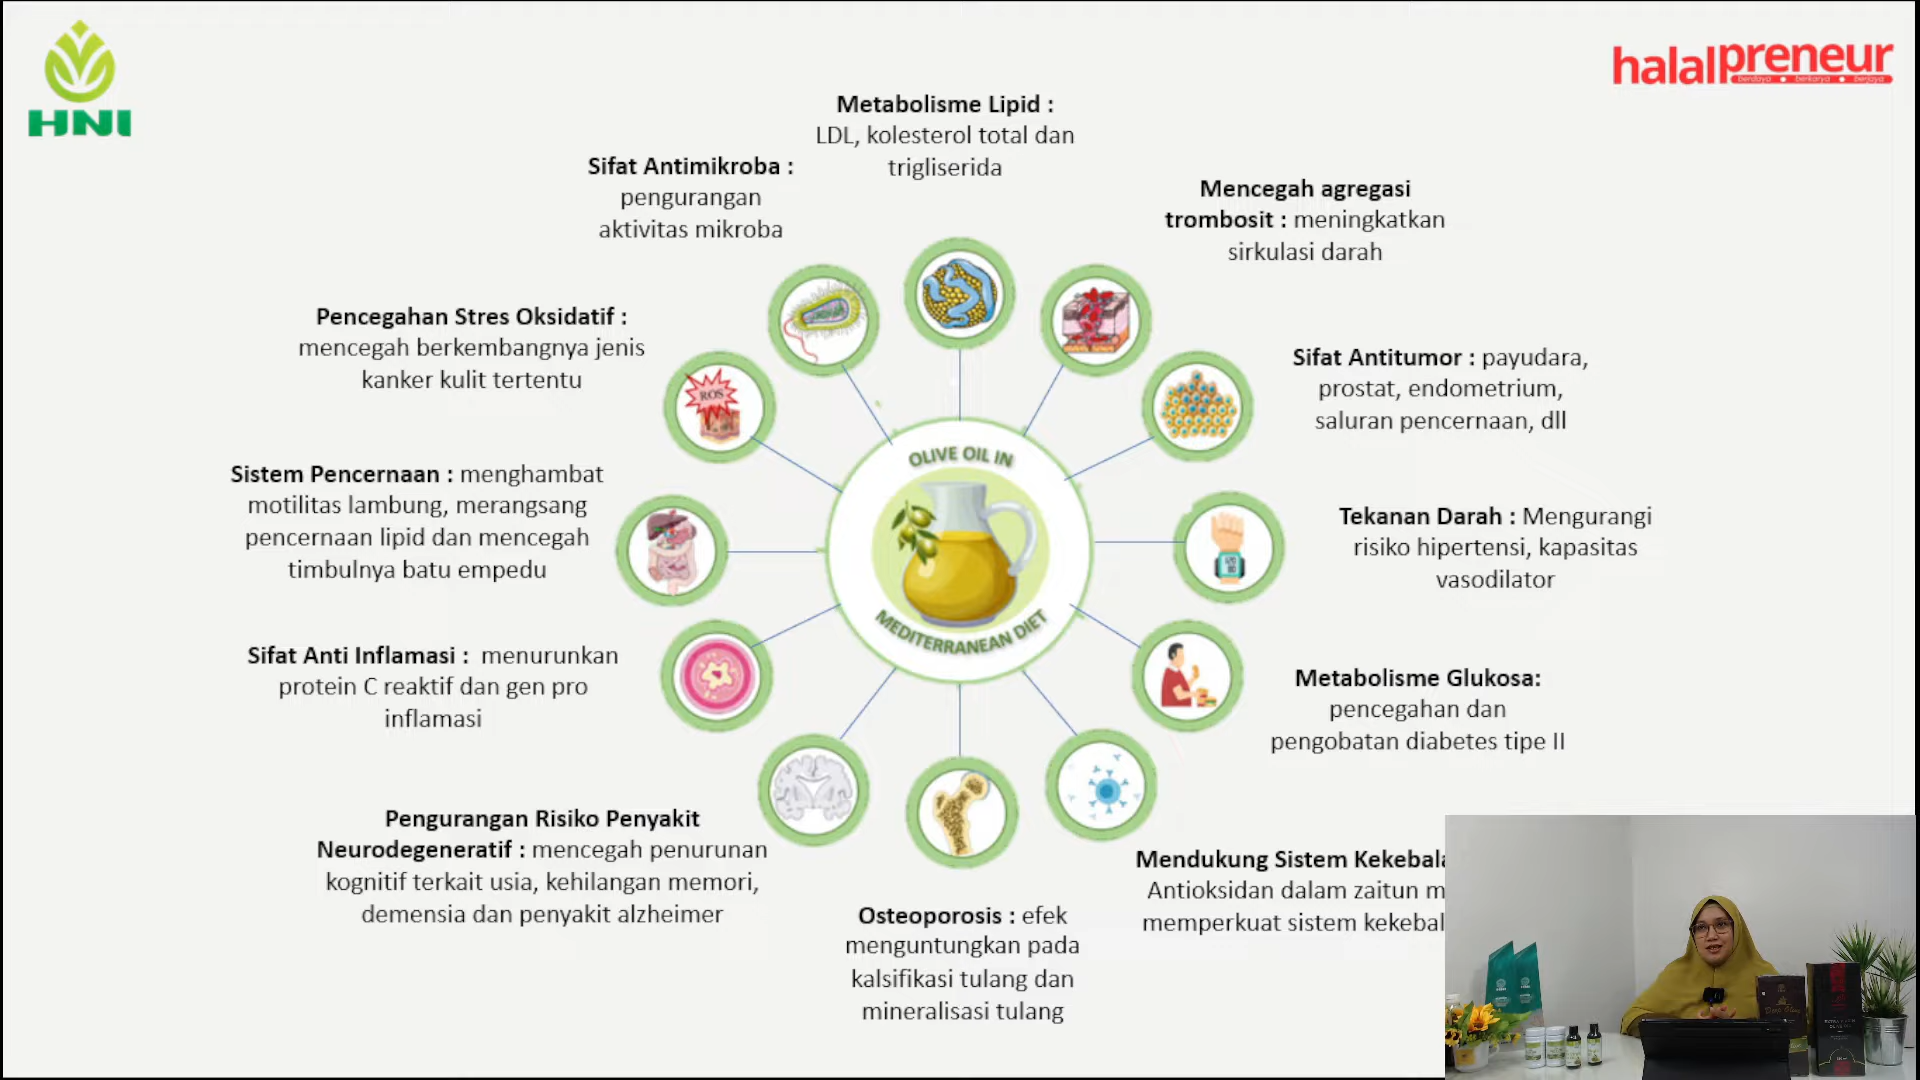 HNI
halalpreneur
berdaya • berkarya • berjaya
Metabolisme Lipid :
LDL, kolesterol total dan
trigliserida
Sifat Antimikroba :
pengurangan
aktivitas mikroba
Mencegah agregasi
trombosit : meningkatkan
sirkulasi darah
Pencegahan Stres Oksidatif :
mencegah berkembangnya jenis
kanker kulit tertentu
ROS
Sifat Antitumor : payudara,
prostat, endometrium,
saluran pencernaan, dll
OLIVE OIL IN
MEDITERRANEAN DIET
Sistem Pencernaan : menghambat
motilitas lambung, merangsang
pencernaan lipid dan mencegah
timbulnya batu empedu
Tekanan Darah : Mengurangi
risiko hipertensi, kapasitas
vasodilator
Sifat Anti Inflamasi : menurunkan
protein C reaktif dan gen pro
inflamasi
Metabolisme Glukosa:
pencegahan dan
pengobatan diabetes tipe II
Pengurangan Risiko Penyakit
Neurodegeneratif : mencegah penurunan
kognitif terkait usia, kehilangan memori,
demensia dan penyakit alzheimer
Osteoporosis : efek
menguntungkan pada
kalsifikasi tulang dan
mineralisasi tulang
Mendukung Sistem Kekebala
Antioksidan dalam zaitun m
memperkuat sistem kekebal